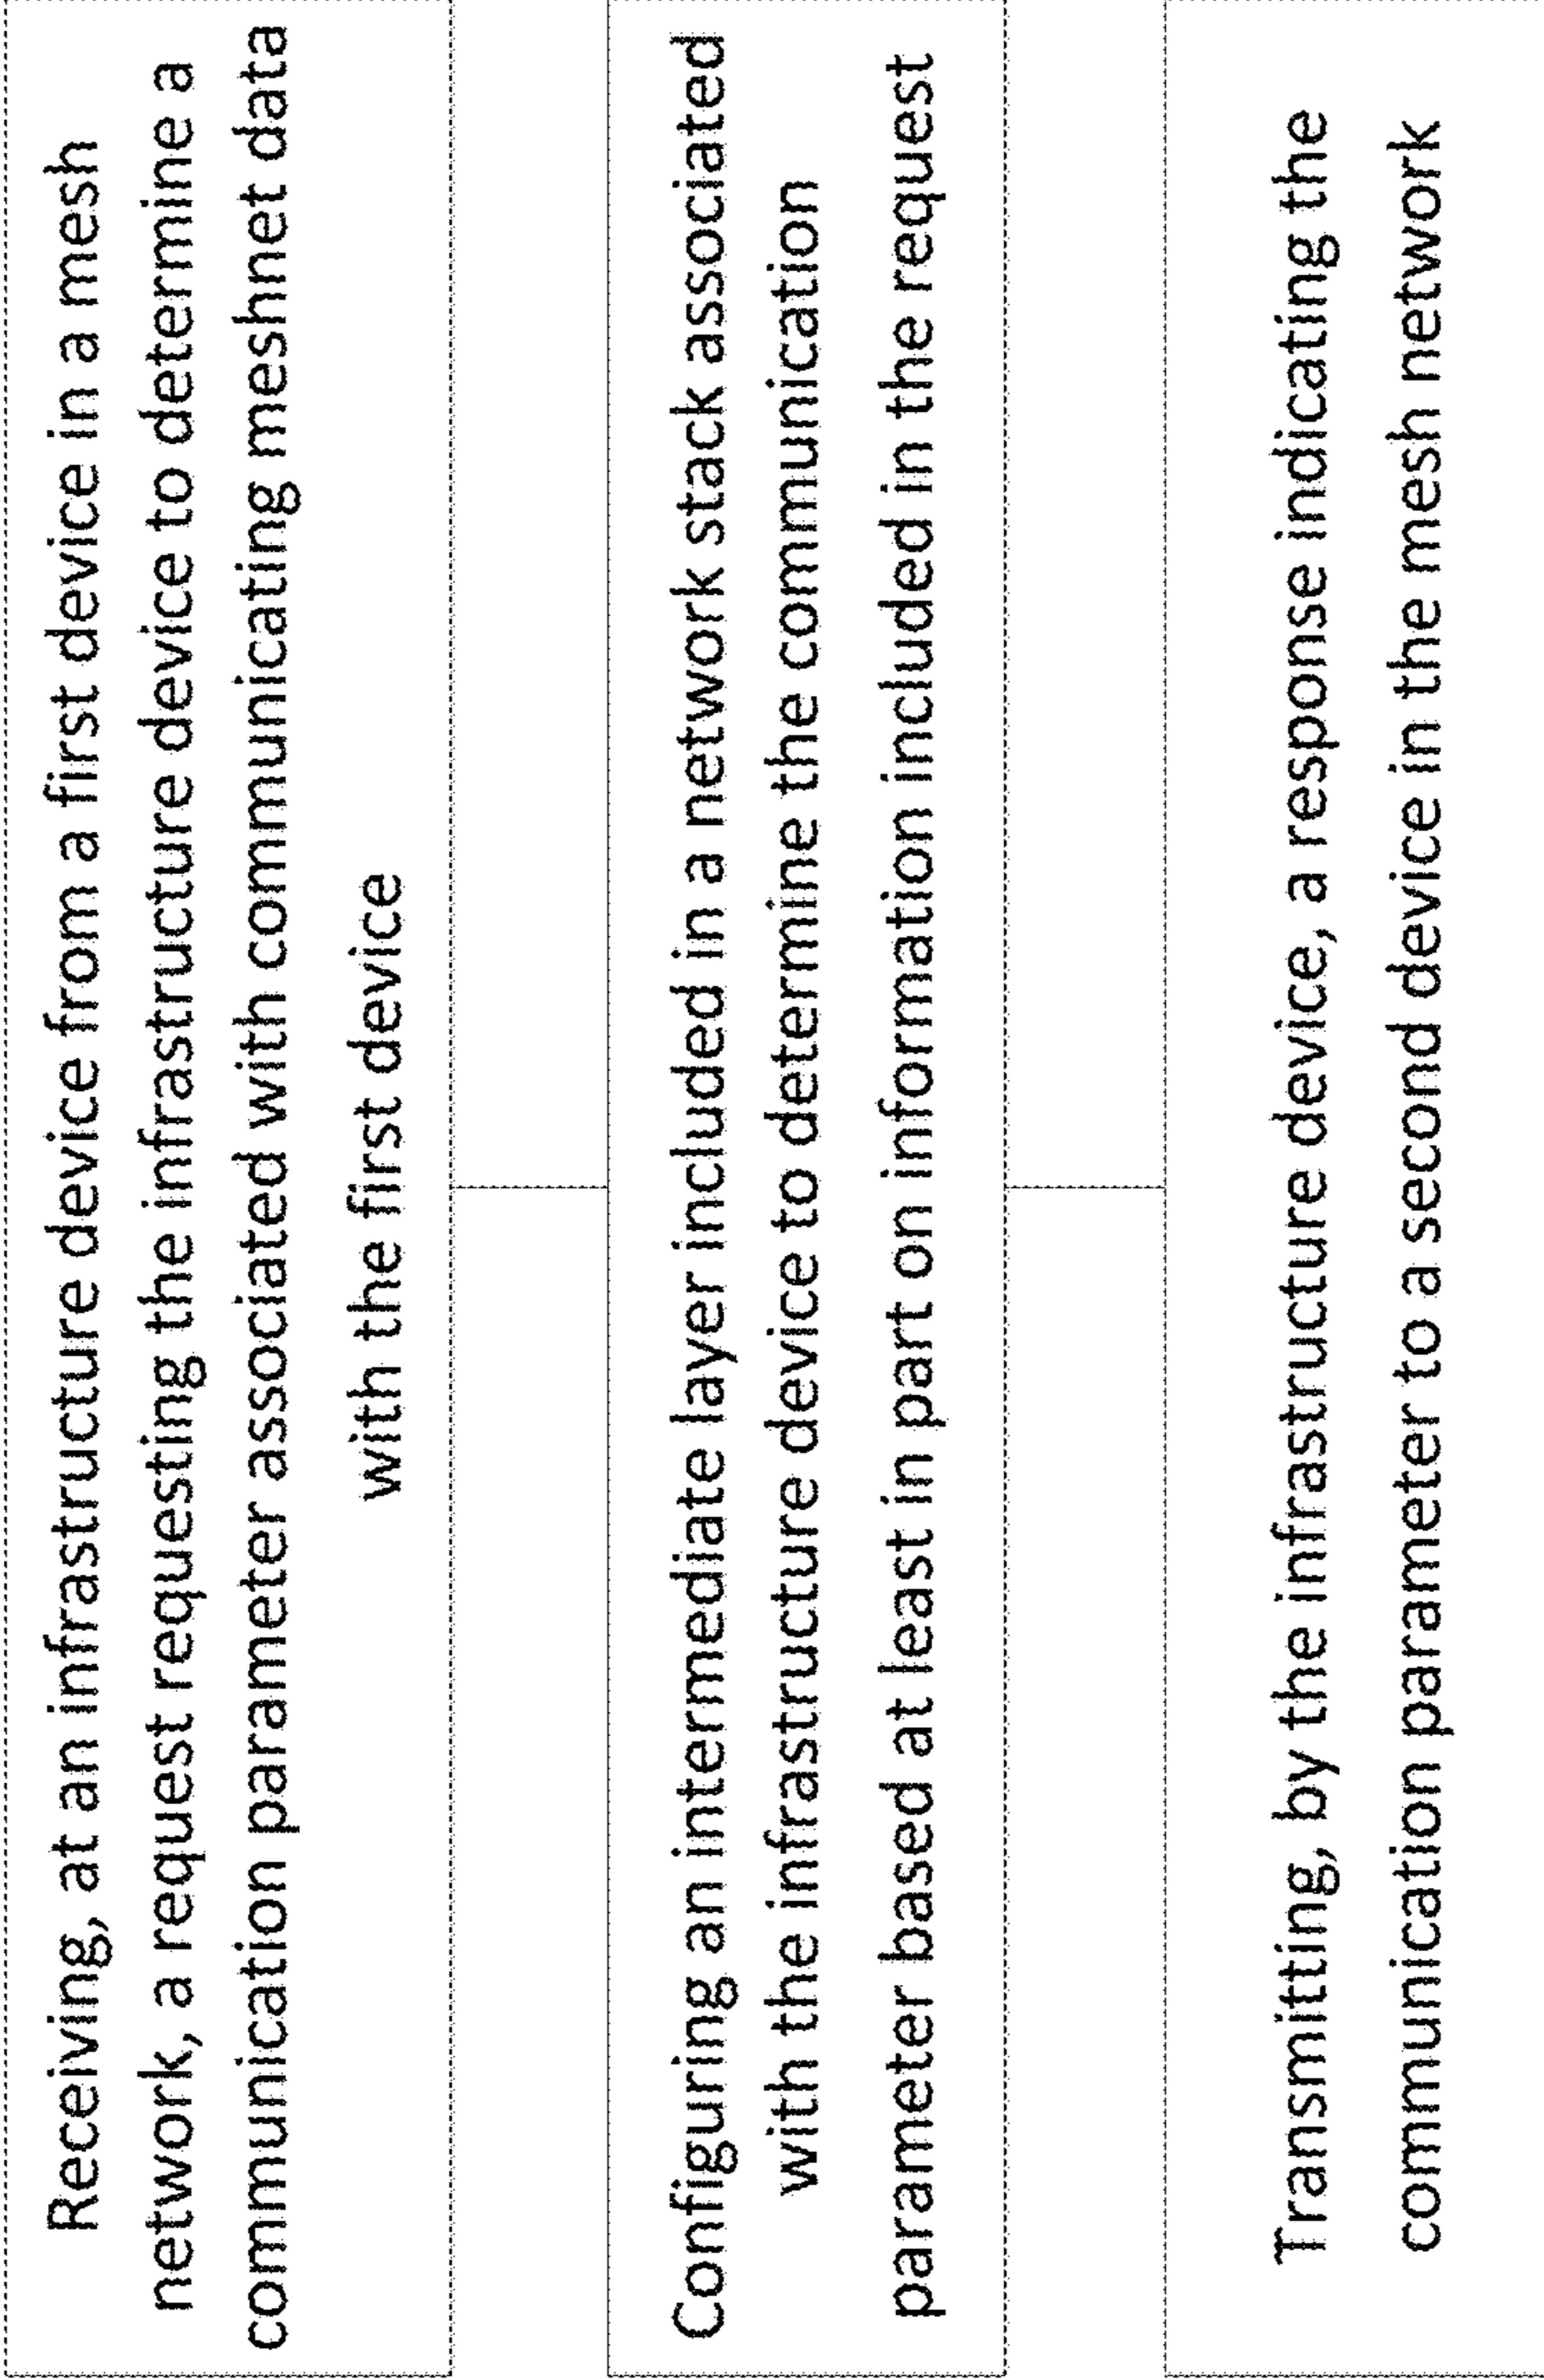 Receiving, at an infrastructure device from a first device in a mesh
network, a request requesting the infrastructure device to determine a
communication parameter associated with communicating meshnet data
with the first device
Configuring an intermediate layer included in a network stack associated
with the infrastructure device to determine the communication
parameter based at least in part on information included in the request
Transmitting, by the infrastructure device, a response indicating the
communication parameter to a second device in the mesh network